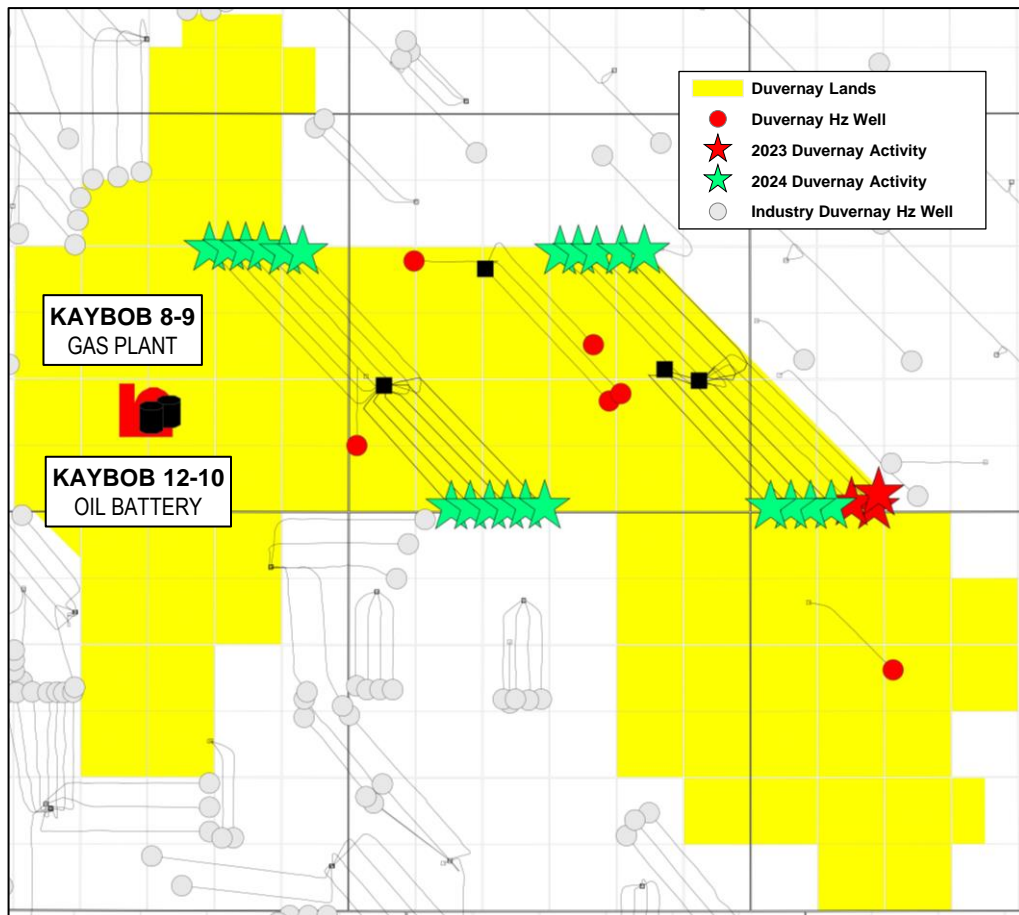 Duvernay Lands
Duvernay Hz Well
2023 Duvernay Activity
2024 Duvernay Activity
Industry Duvernay Hz Well
KAYBOB 8-9
GAS PLANT
KAYBOB 12-10
OIL BATTERY